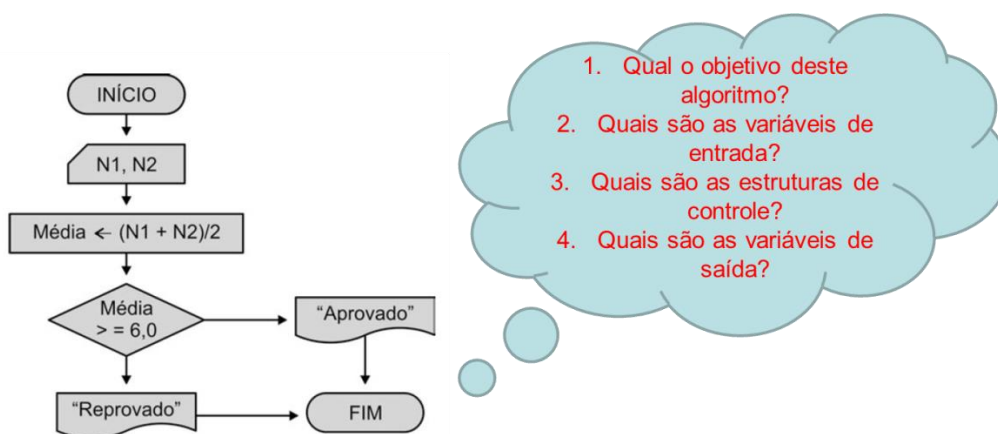 INÍCIO
N1, N2
Média ← (N1 + N2)/2
Média
> = 6,0
“Aprovado”
“Reprovado”
FIM
1. Qual o objetivo deste
algoritmo?
2. Quais são as variáveis de
entrada?
3. Quais são as estruturas de
controle?
4. Quais são as variáveis de
saída?